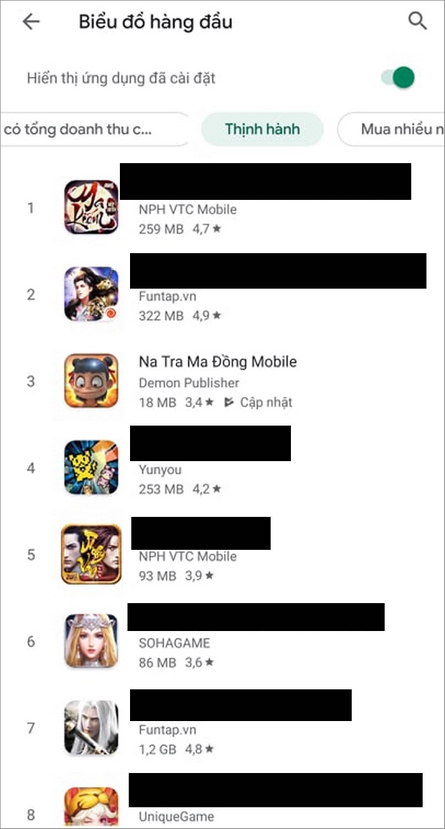 Biểu đồ hàng đầu
Hiển thị ứng dụng đã cài đặt
có tổng doanh thu c... Thịnh hành Mua nhiều n
1
Ma Kiếm
NPH VTC Mobile
259 MB 4,7 ★
2
Funtap.vn
322 MB 4,9 ★
3
Na Tra Ma Đồng Mobile
Demon Publisher
18 MB 3,4 ★ Cập nhật
4
Yunyou
253 MB 4,2 ★
5
NPH VTC Mobile
93 MB 3,9 ★
6
SOHAGAME
86 MB 3,6 ★
7
Funtap.vn
1,2 GB 4,8 ★
8
UniqueGame